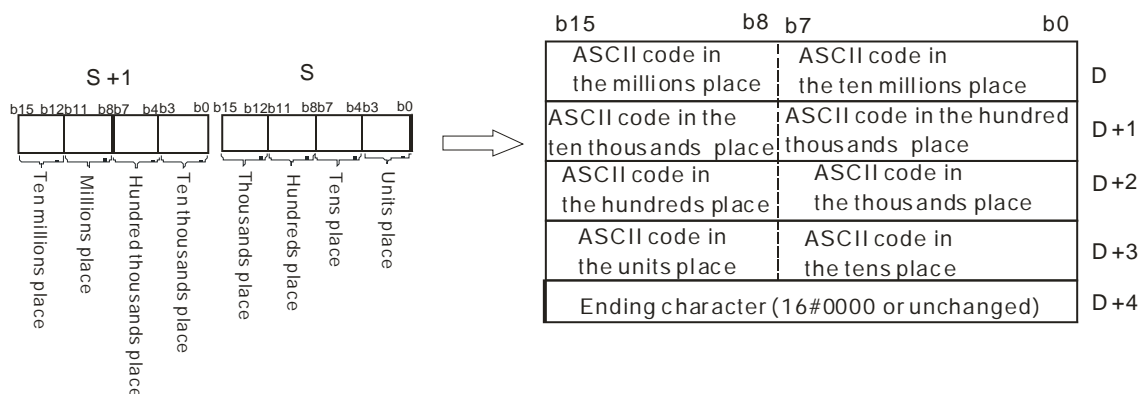 S +1
S
b15 b12b11 b8b7 b4b3 b0
b15 b12b11 b8b7 b4b3 b0
Ten millions place
Millions place
Hundred thousands place
Ten thousands place
Thousands place
Hundreds place
Tens place
Units place
b15 b8 b7 b0
ASCII code in
the millions place
ASCII code in
the ten millions place
D
ASCII code in the
ten thousands place
ASCII code in the hundred
thousands place
D+1
ASCII code in
the hundreds place
ASCII code in
the thousands place
D+2
ASCII code in
the units place
ASCII code in
the tens place
D+3
Ending character (16#0000 or unchanged)
D+4